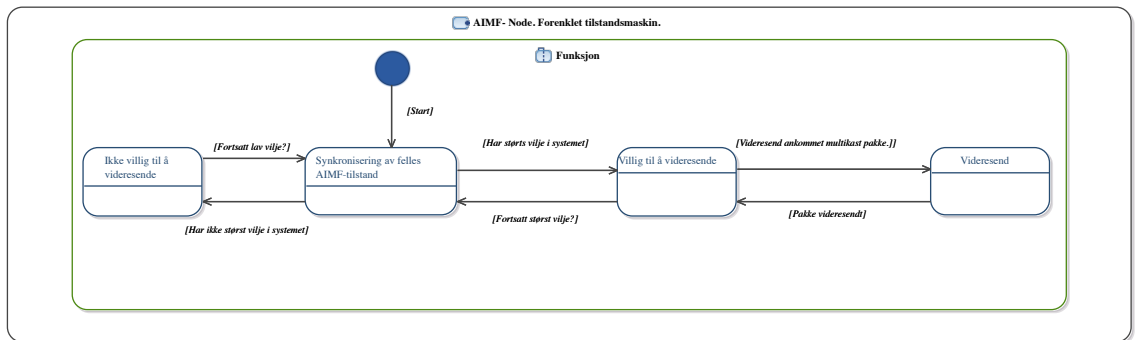 AIMF- Node. Forenklet tilstandsmaskin.
Funksjon
[Start]
[Fortsatt lav vilje?]
[Har størts vilje i systemet]
[Videresend ankommet multikast pakke.]]
Ikke villig til å
videresende
Synkronisering av felles
AIMF-tilstand
Villig til å videresende
Videresend
[Har ikke størst vilje i systemet]
[Fortsatt størst vilje?]
[Pakke videresendt]